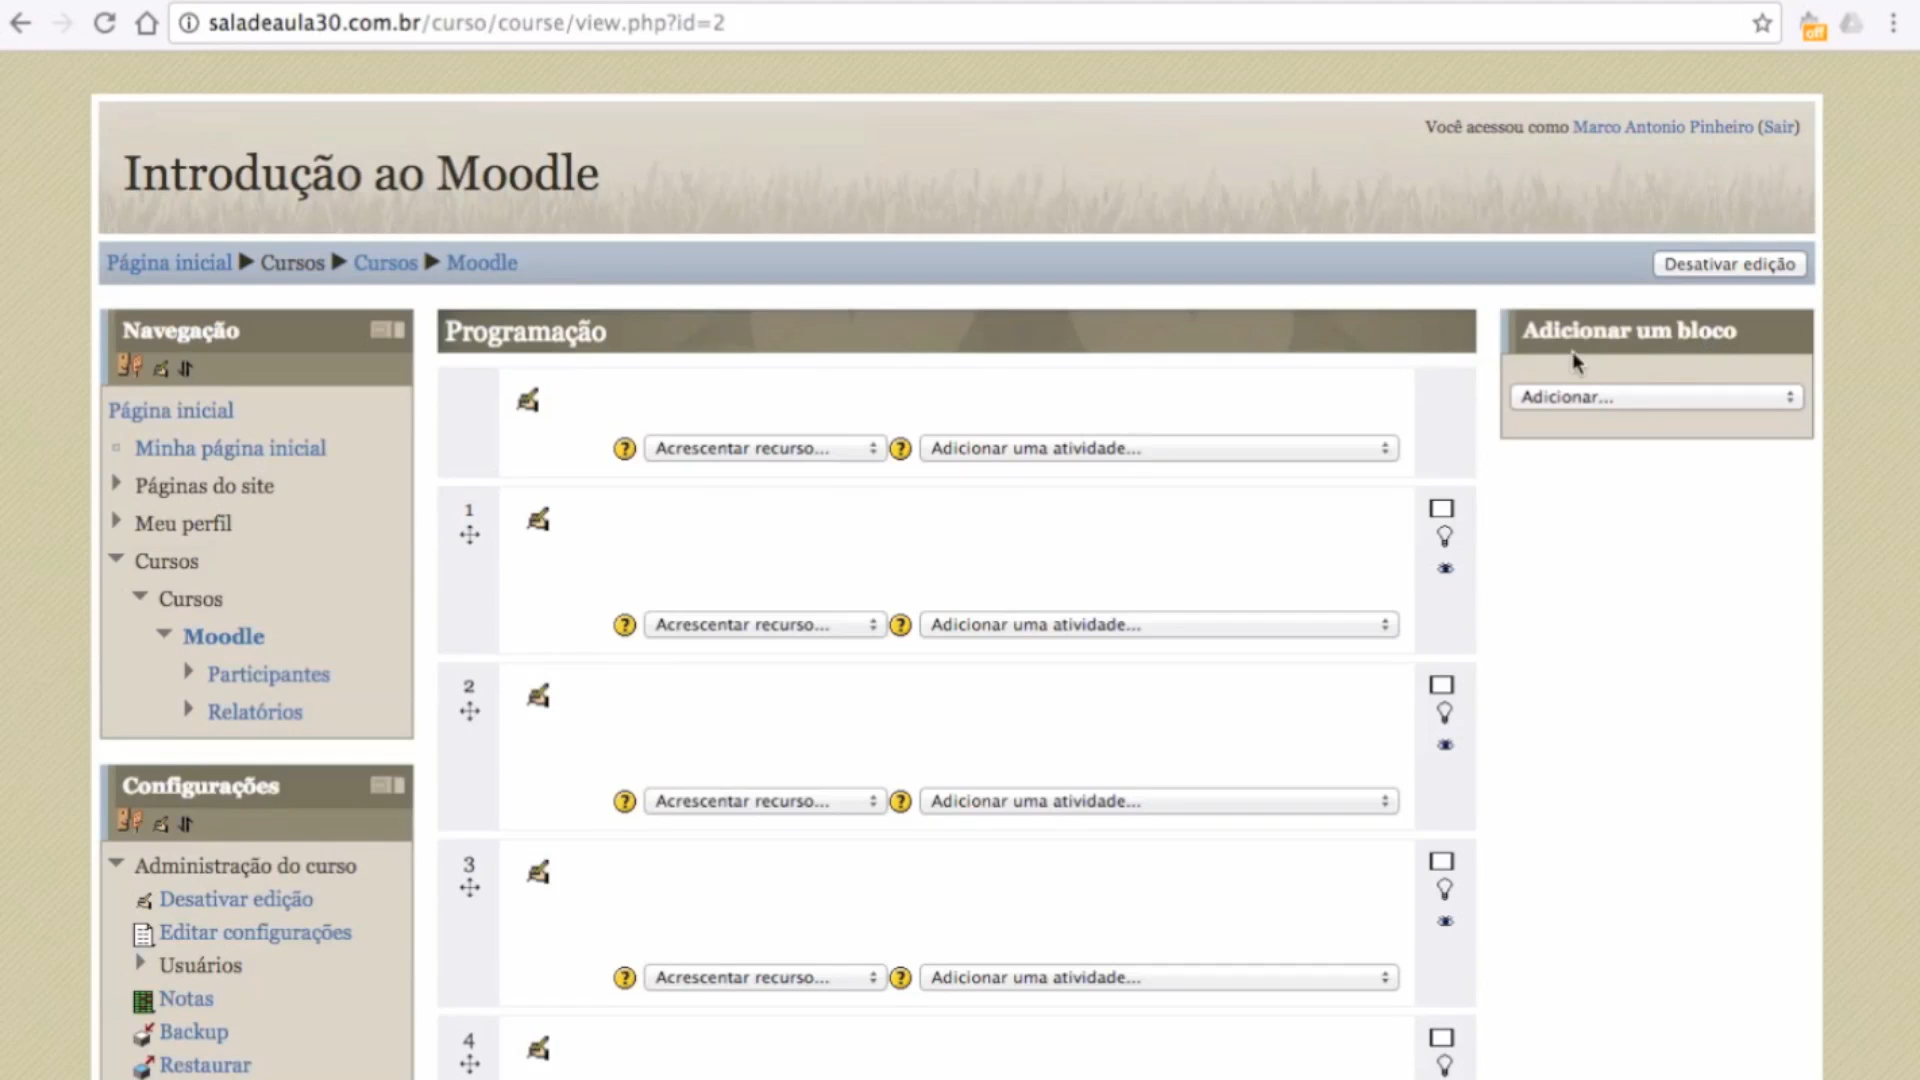 saladeaula30.com.br/curso/course/view.php?id=2
off
Você acessou como Marco Antonio Pinheiro (Sair)
Introdução ao Moodle
Página inicial ▶ Cursos ▶ Cursos ▶ Moodle
Desativar edição
Navegação
Página inicial
Minha página inicial
Páginas do site
Meu perfil
Cursos
Cursos
Moodle
Participantes
Relatórios
Configurações
Administração do curso
Desativar edição
Editar configurações
Usuários
Notas
Backup
Restaurar
Programação
? Acrescentar recurso... ? Adicionar uma atividade...
1
? Acrescentar recurso... ? Adicionar uma atividade...
2
? Acrescentar recurso... ? Adicionar uma atividade...
3
? Acrescentar recurso... ? Adicionar uma atividade...
4
Adicionar um bloco
Adicionar...